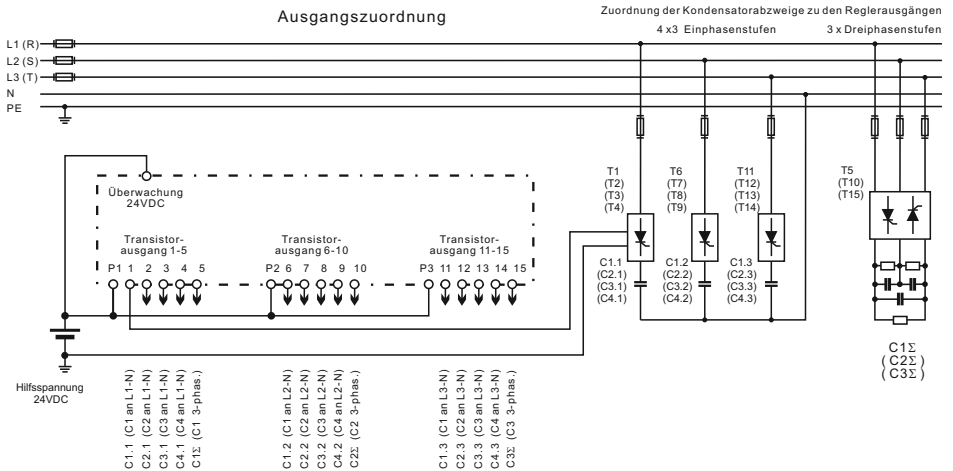 Ausgangszuordnung
Zuordnung der Kondensatorabzweige zu den Reglerausgängen
4 x3 Einphasenstufen
3 x Dreiphasenstufen
L1 (R)
L2 (S)
L3 (T)
N
PE
Überwachung
24VDC
Transistor-
ausgang 1-5
Transistor-
ausgang 6-10
Transistor-
ausgang 11-15
P1 1 2 3 4 5
P2 6 7 8 9 10
P3 11 12 13 14 15
T1
(T2)
(T3)
(T4)
T6
(T7)
(T8)
(T9)
T11
(T12)
(T13)
(T14)
T5
(T10)
(T15)
C1.1
(C2.1)
(C3.1)
(C4.1)
C1.2
(C2.2)
(C3.2)
(C4.2)
C1.3
(C2.3)
(C3.3)
(C4.3)
C1Σ
(C2Σ)
(C3Σ)
Hilfsspannung
24VDC
C1.1 (C1 an L1-N)
C2.1 (C2 an L1-N)
C3.1 (C3 an L1-N)
C4.1 (C4 an L1-N)
C1Σ (C1 3-phas.)
C1.2 (C1 an L2-N)
C2.2 (C2 an L2-N)
C3.2 (C3 an L2-N)
C4.2 (C4 an L2-N)
C2Σ (C2 3-phas.)
C1.3 (C1 an L3-N)
C2.3 (C2 an L3-N)
C3.3 (C3 an L3-N)
C4.3 (C4 an L3-N)
C3Σ (C3 3-phas.)